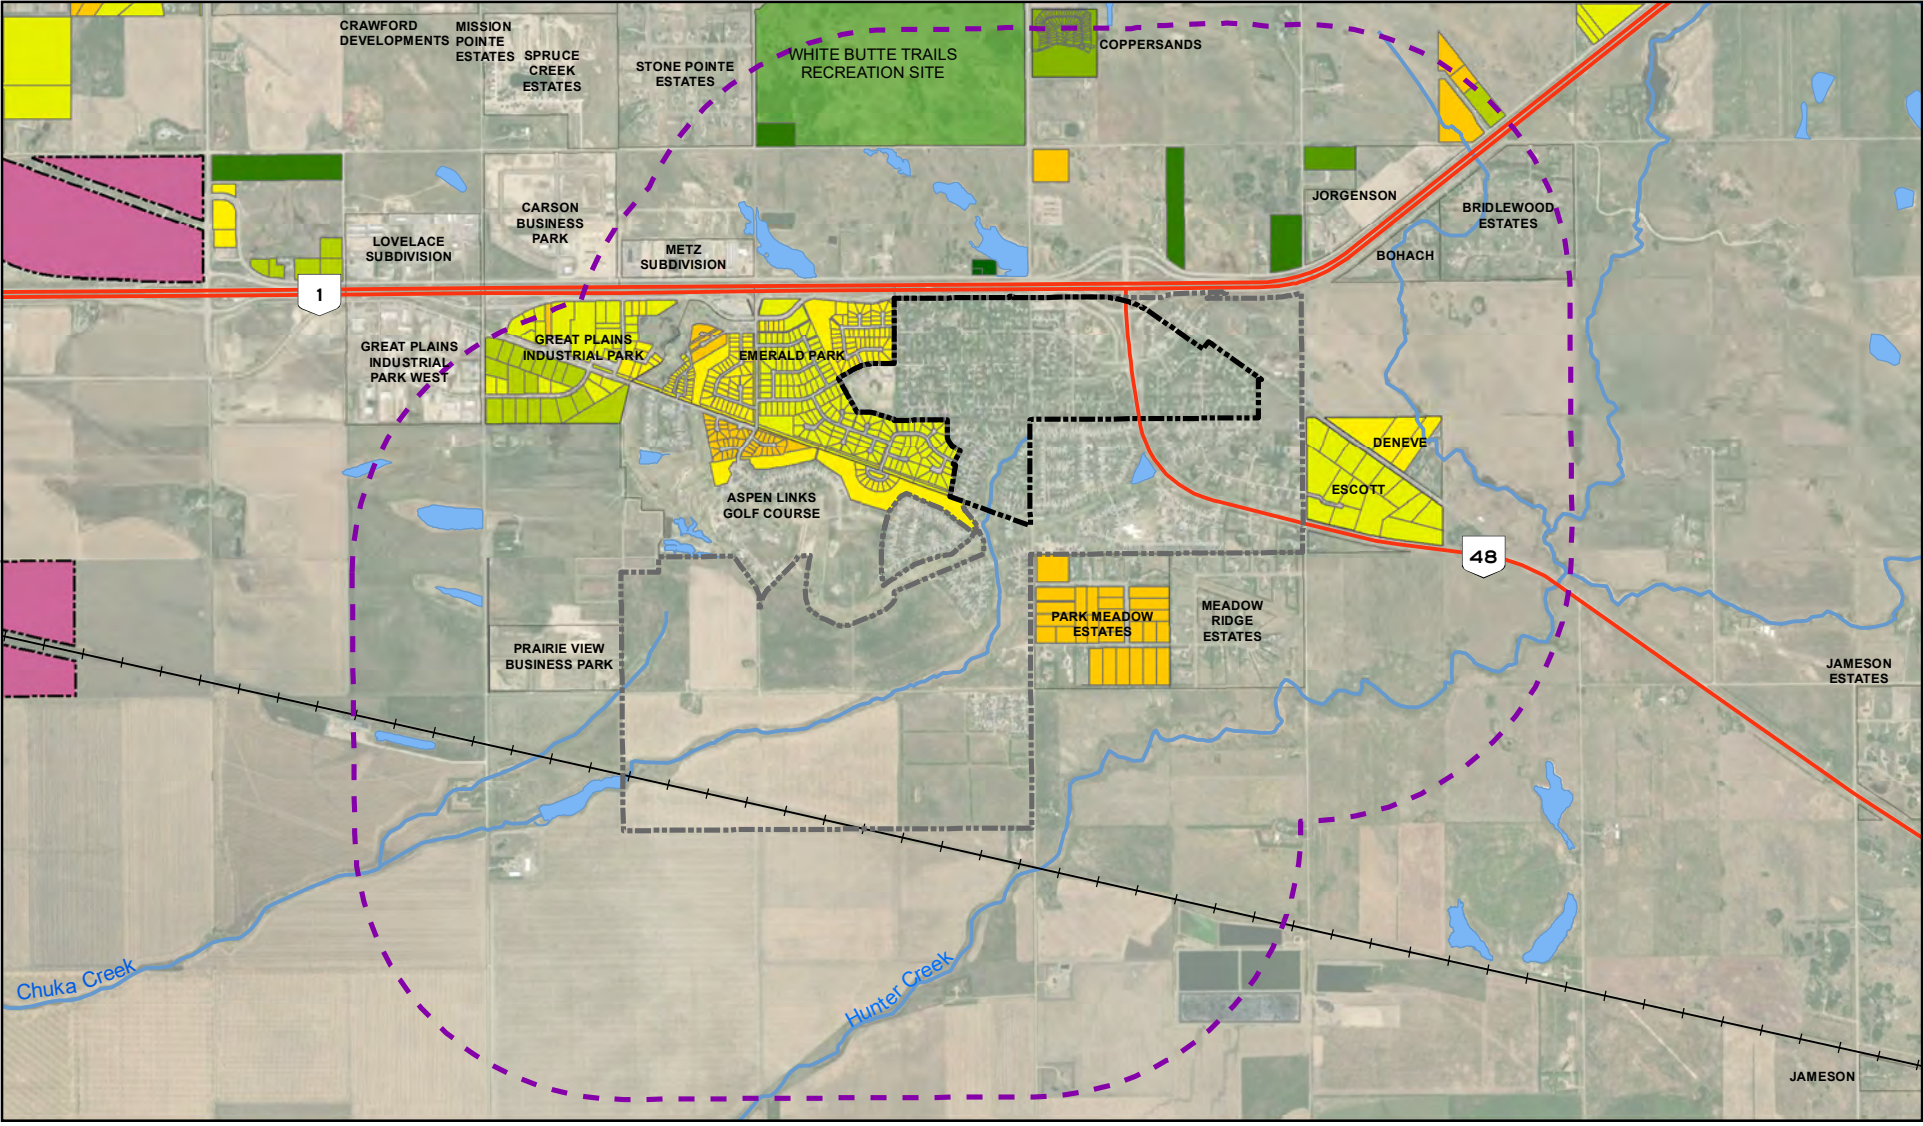 CRAWFORD
DEVELOPMENTS
MISSION
POINTE
ESTATES
SPRUCE
CREEK
ESTATES
STONE POINTE
ESTATES
WHITE BUTTE TRAILS
RECREATION SITE
COPPERSANDS
JORGENSON
BRIDLEWOOD
ESTATES
BOHACH
CARSON
BUSINESS
PARK
LOVELACE
SUBDIVISION
METZ
SUBDIVISION
1
GREAT PLAINS
INDUSTRIAL
PARK WEST
GREAT PLAINS
INDUSTRIAL PARK
EMERALD PARK
DENEVE
ESCOTT
ASPEN LINKS
GOLF COURSE
48
PARK MEADOW
ESTATES
MEADOW
RIDGE
ESTATES
PRAIRIE VIEW
BUSINESS PARK
JAMESON
ESTATES
Chuka Creek
Hunter Creek
JAMESON